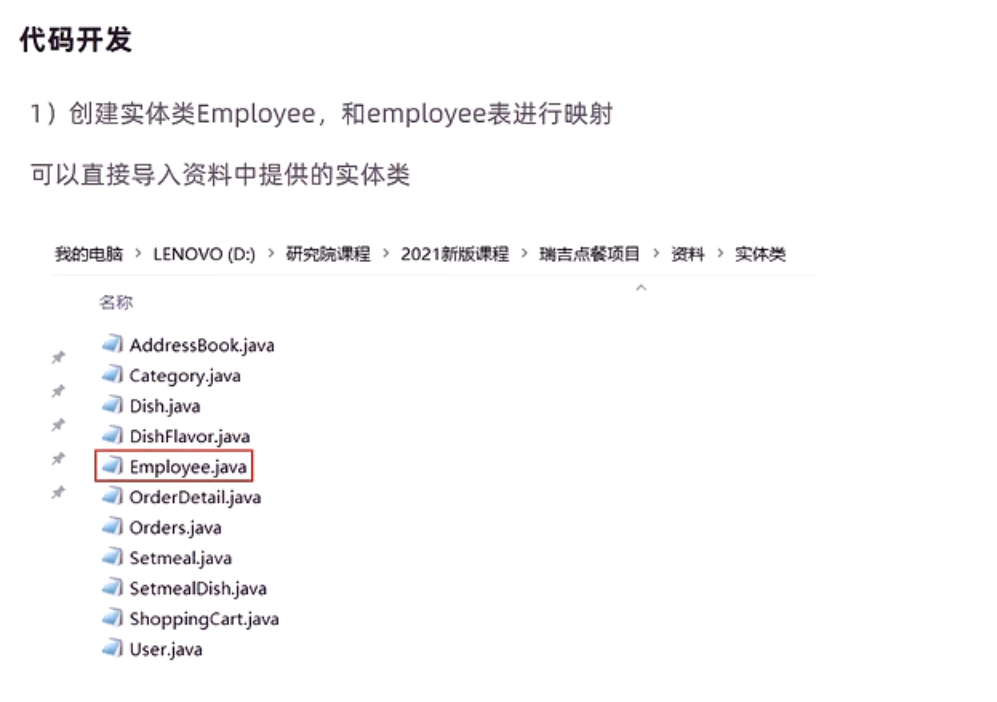 代码开发
1）创建实体类Employee，和employee表进行映射
可以直接导入资料中提供的实体类
我的电脑 > LENOVO (D:) > 研究院课程 > 2021新版课程 > 瑞吉点餐项目 > 资料 > 实体类
名称
AddressBook.java
Category.java
Dish.java
DishFlavor.java
Employee.java
OrderDetail.java
Orders.java
Setmeal.java
SetmealDish.java
ShoppingCart.java
User.java